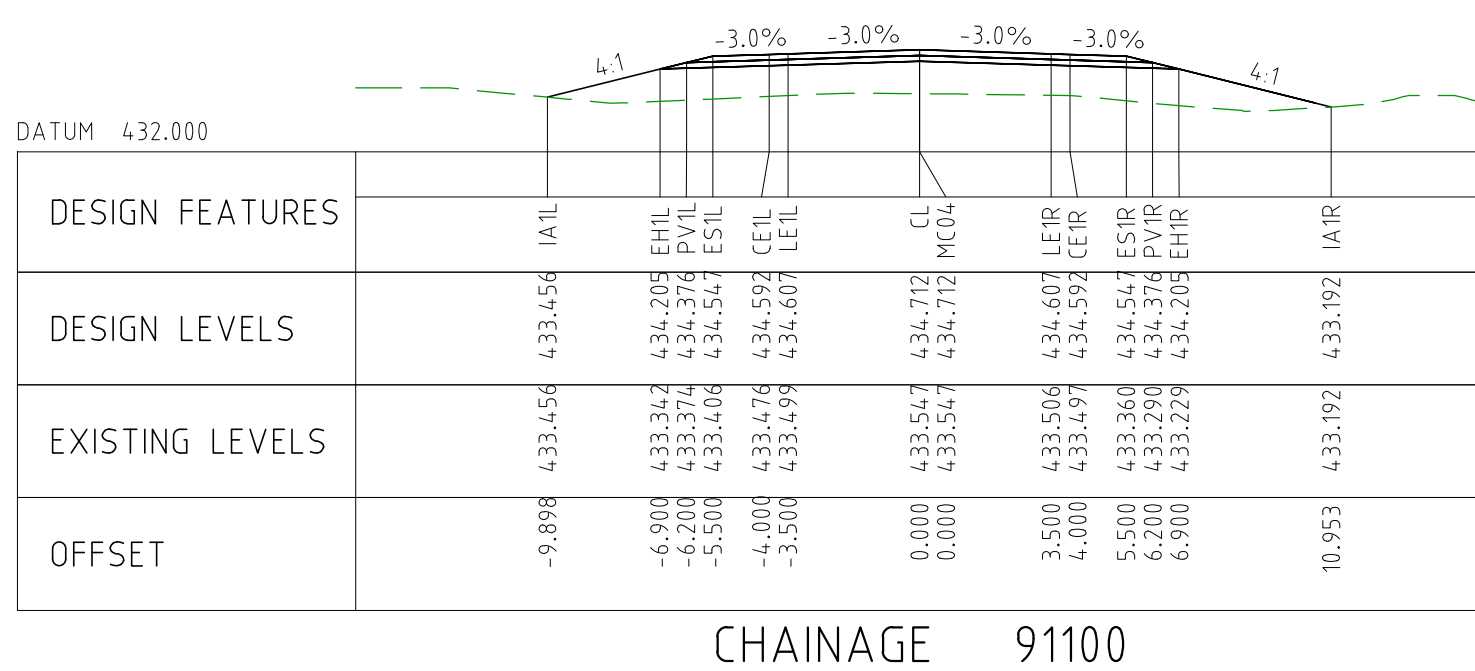 -3.0% -3.0% -3.0% -3.0%
4:1 4:1
DATUM 432.000
DESIGN FEATURES IA1L EH1L PV1L ES1L CE1L LE1L CL MC04 LE1R CE1R ES1R PV1R EH1R IA1R
DESIGN LEVELS 433.456 434.205 434.376 434.547 434.592 434.607 434.712 434.712 434.607 434.592 434.547 434.376 434.205 433.192
EXISTING LEVELS 433.456 433.342 433.374 433.406 433.476 433.499 433.547 433.547 433.506 433.497 433.360 433.290 433.229 433.192
OFFSET -9.898 -6.900 -6.200 -5.500 -4.000 -3.500 0.000 0.000 3.500 4.000 5.500 6.200 6.900 10.953
CHAINAGE 91100